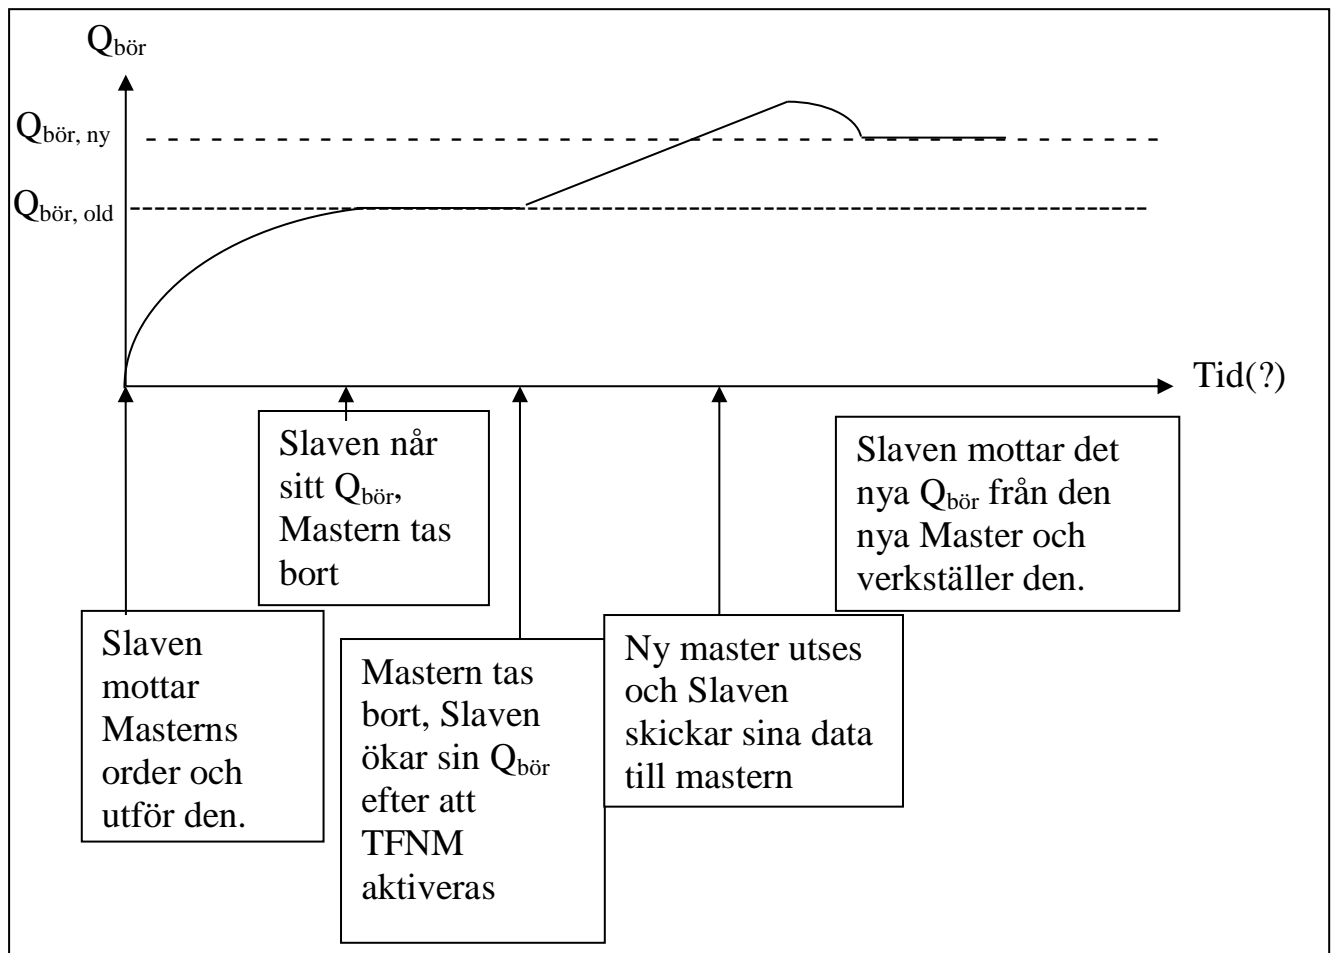 Qbör
Qbör, ny
Qbör, old
Tid(?)
Slaven når
sitt Qbör,
Mastern tas
bort
Slaven mottar det
nya Qbör från den
nya Master och
verkställer den.
Slaven
mottar
Masterns
order och
utför den.
Mastern tas
bort, Slaven
ökar sin Qbör
efter att
TFNM
aktiveras
Ny master utses
och Slaven
skickar sina data
till mastern